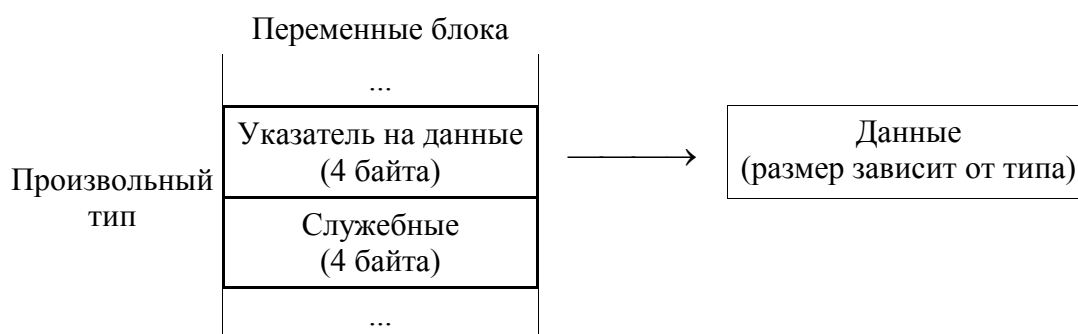 Переменные блока
...
Указатель на данные
(4 байта)
Данные
(размер зависит от типа)
Произвольный
тип
Служебные
(4 байта)
...